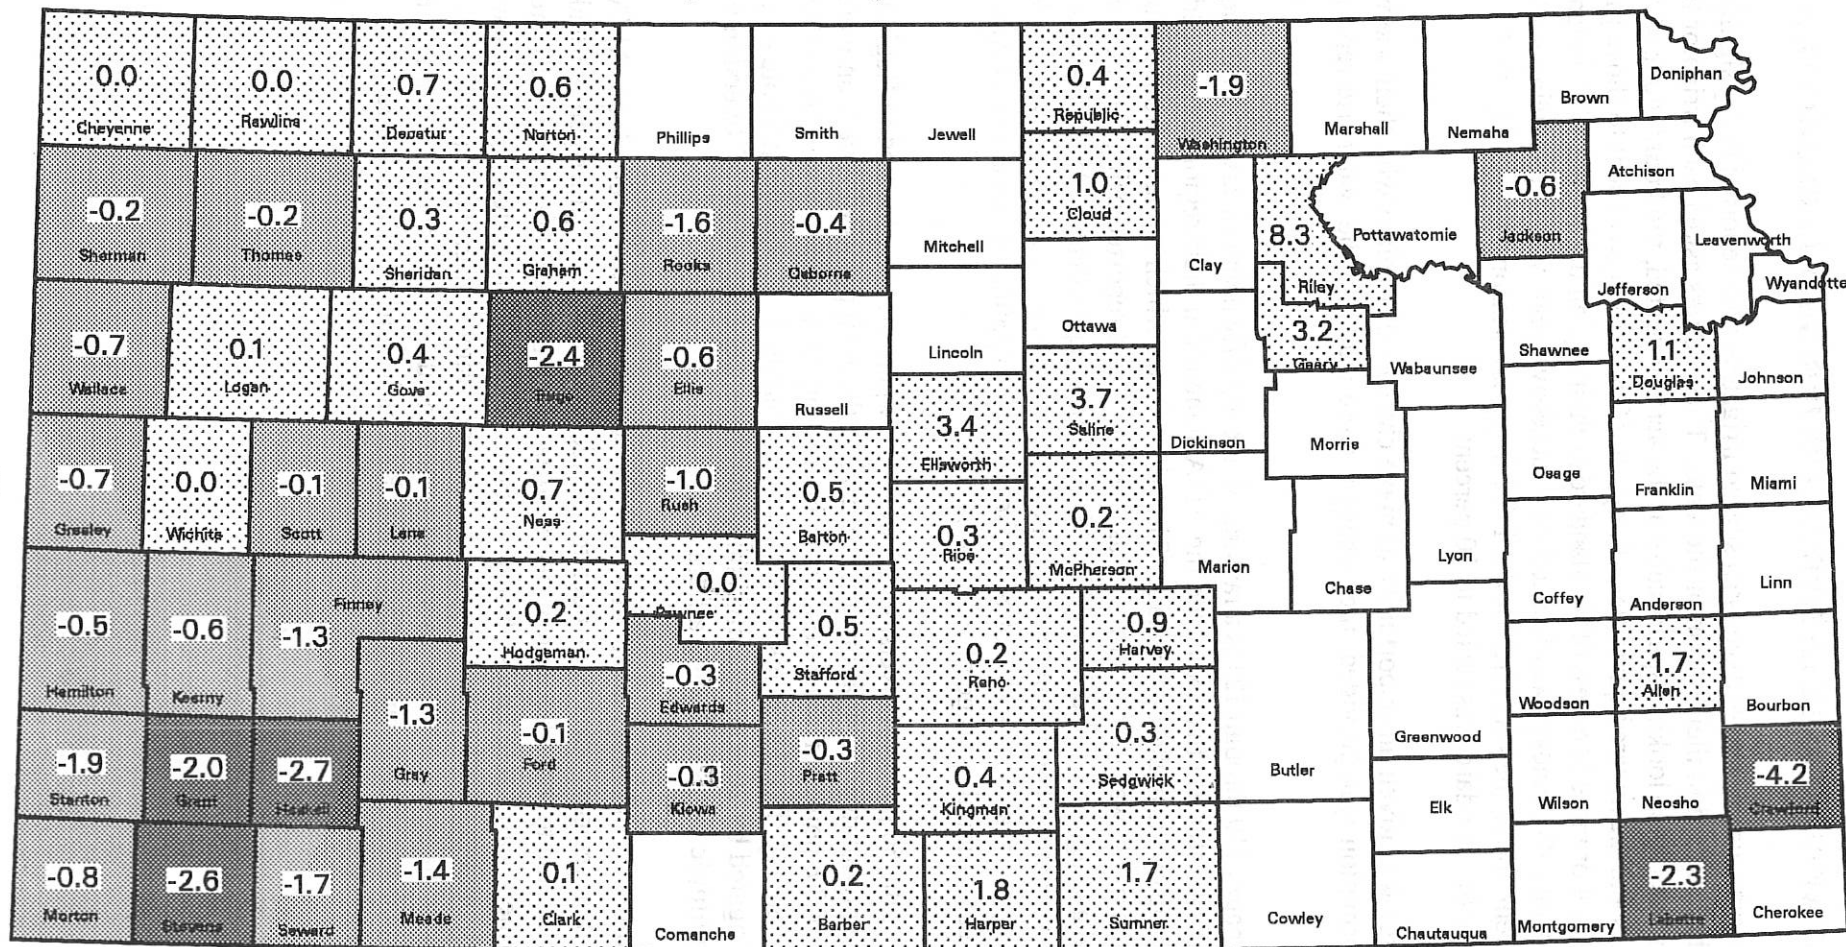 0.0
Cheyenne
0.0
Rawlins
0.7
Decatur
0.6
Norton
Phillips
Smith
Jewell
0.4
Republic
-1.9
Washington
Marshall
Nemaha
Brown
Doniphan
-0.2
Sherman
-0.2
Thomas
0.3
Sheridan
0.6
Graham
-1.6
Rooks
-0.4
Osborne
Mitchell
1.0
Cloud
Clay
8.3
Riley
Pottawatomie
-0.6
Jackson
Atchison
Jefferson
Leavenworth
Wyandotte
-0.7
Wallace
0.1
Logan
0.4
Gove
-2.4
Trego
-0.6
Ellis
Russell
Lincoln
Ottawa
Dickinson
3.2
Geary
Wabaunsee
Shawnee
1.1
Douglas
Johnson
-0.7
Greeley
0.0
Wichita
-0.1
Scott
-0.1
Lane
0.7
Ness
-1.0
Rush
0.5
Barton
3.4
Ellsworth
3.7
Saline
Morris
Osage
Franklin
Miami
0.3
Rice
0.2
McPherson
Marion
Chase
Lyon
Coffey
Anderson
Linn
-0.5
Hamilton
-0.6
Kearny
Finney
-1.3
0.2
Hodgeman
0.0
Pawnee
0.5
Stafford
-0.3
Edwards
0.2
Reno
0.9
Harvey
Butler
Greenwood
Woodson
1.7
Allen
Bourbon
-1.9
Stanton
-2.0
Grant
-2.7
Haskell
-1.3
Gray
-0.1
Ford
-0.3
Kiowa
-0.3
Pratt
0.4
Kingman
0.3
Sedgwick
Elk
Wilson
Neosho
-4.2
Crawford
-0.8
Morton
-2.6
Stevens
-1.7
Seward
-1.4
Meade
0.1
Clark
Comanche
0.2
Barber
1.8
Harper
1.7
Sumner
Cowley
Chautauqua
Montgomery
-2.3
Labette
Cherokee